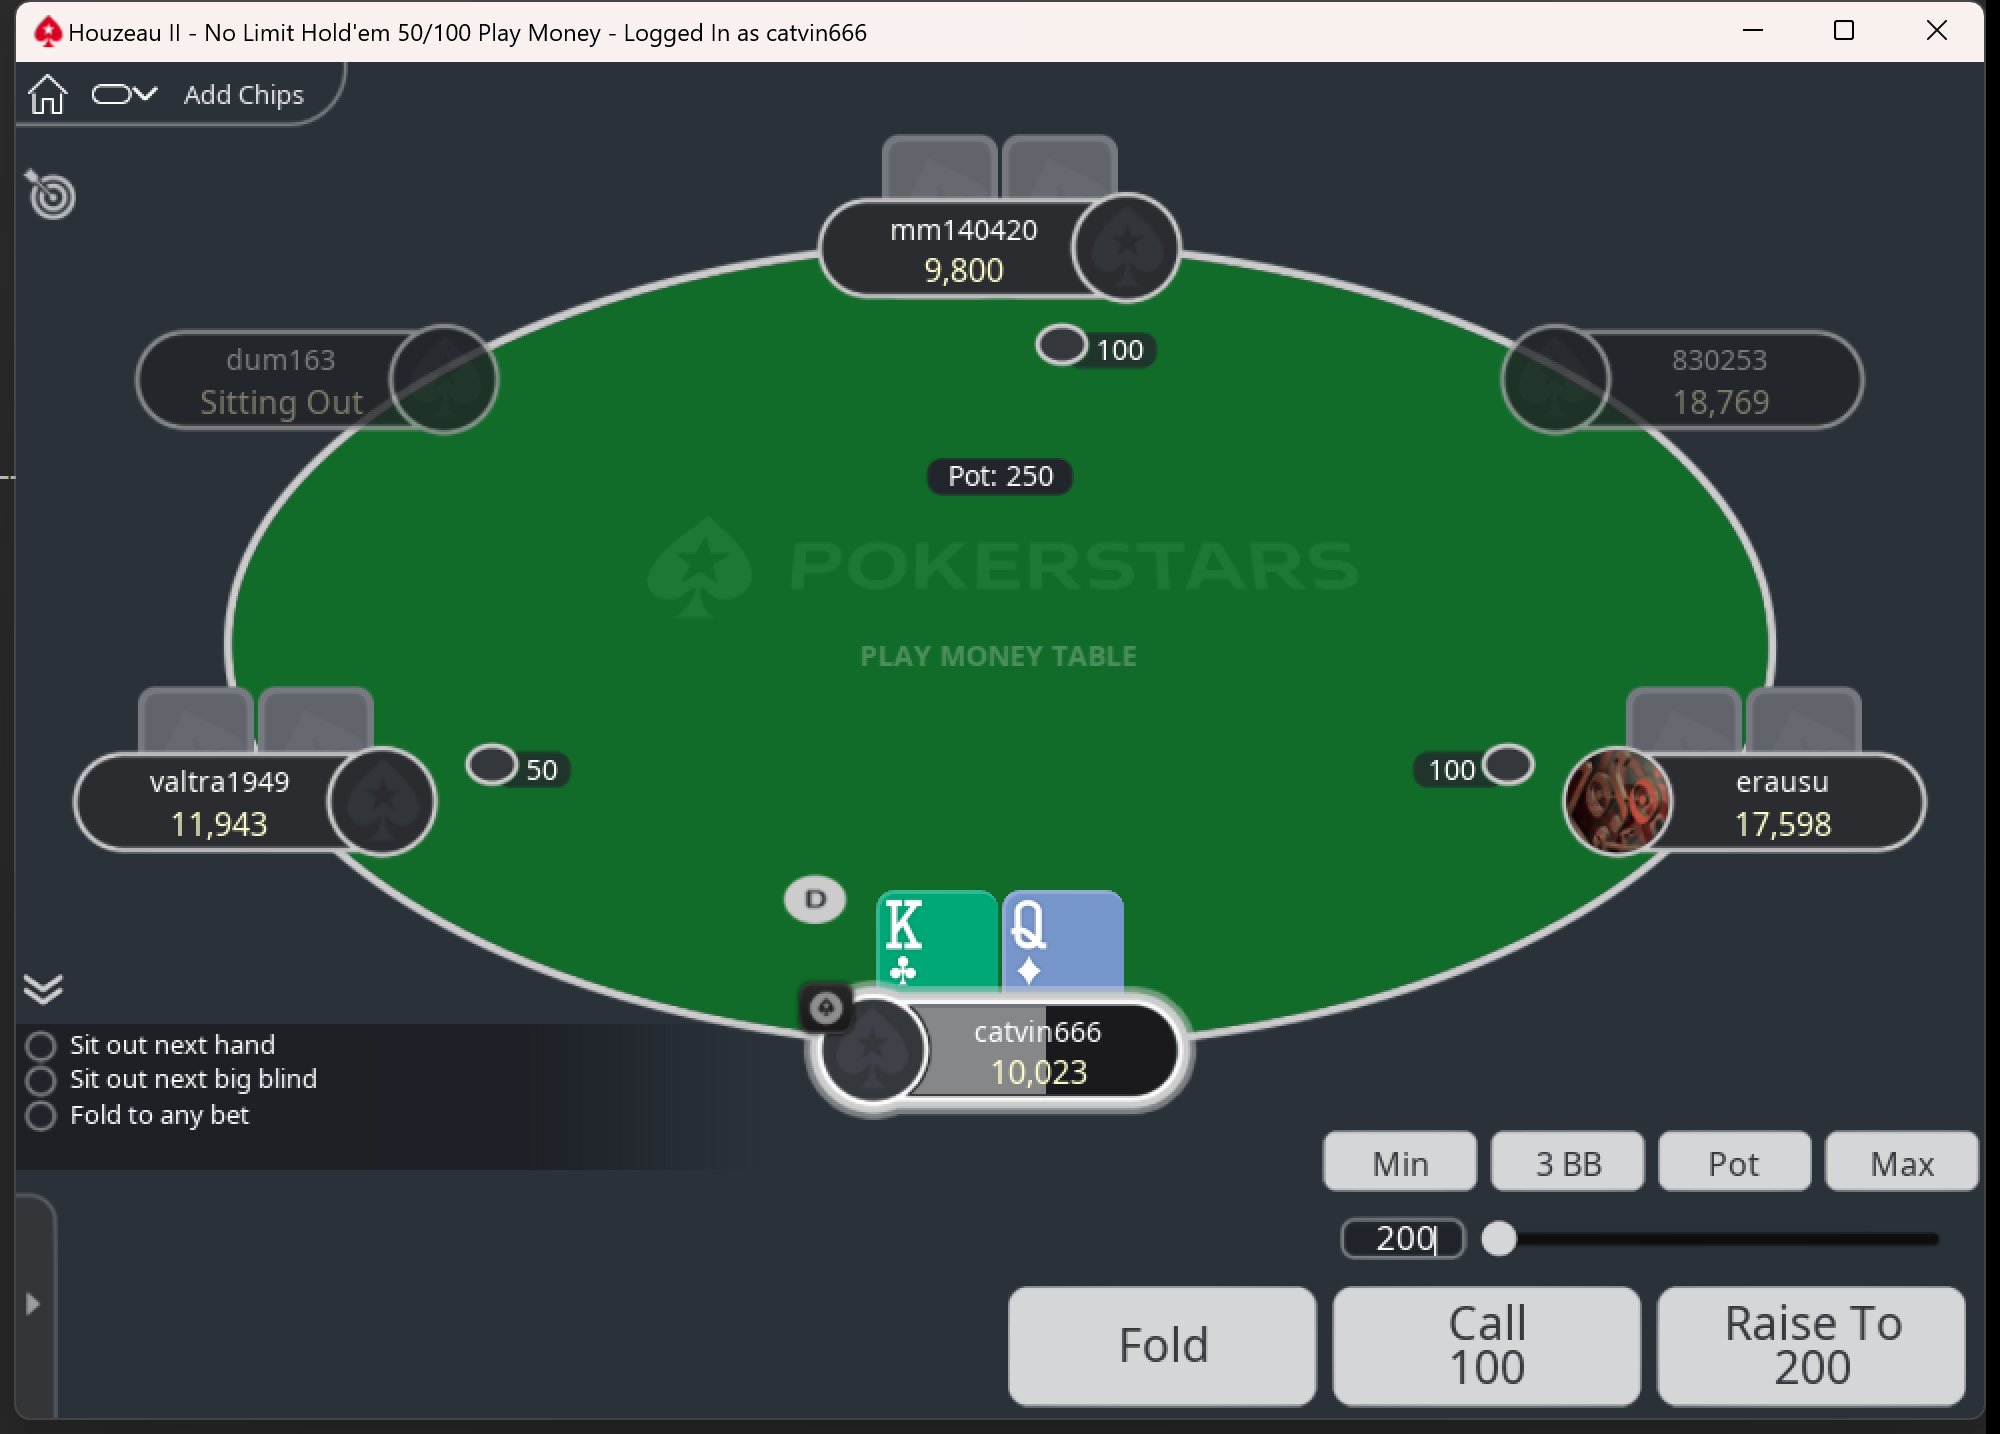 Houzeau II - No Limit Hold'em 50/100 Play Money - Logged In as catvin666
Add Chips
mm140420
9,800
dum163
Sitting Out
830253
18,769
100
Pot: 250
POKERSTARS
PLAY MONEY TABLE
valtra1949
11,943
50
100
erausu
17,598
D
K
Q
catvin666
10,023
Sit out next hand
Sit out next big blind
Fold to any bet
Min
3 BB
Pot
Max
200
Fold
Call
100
Raise To
200